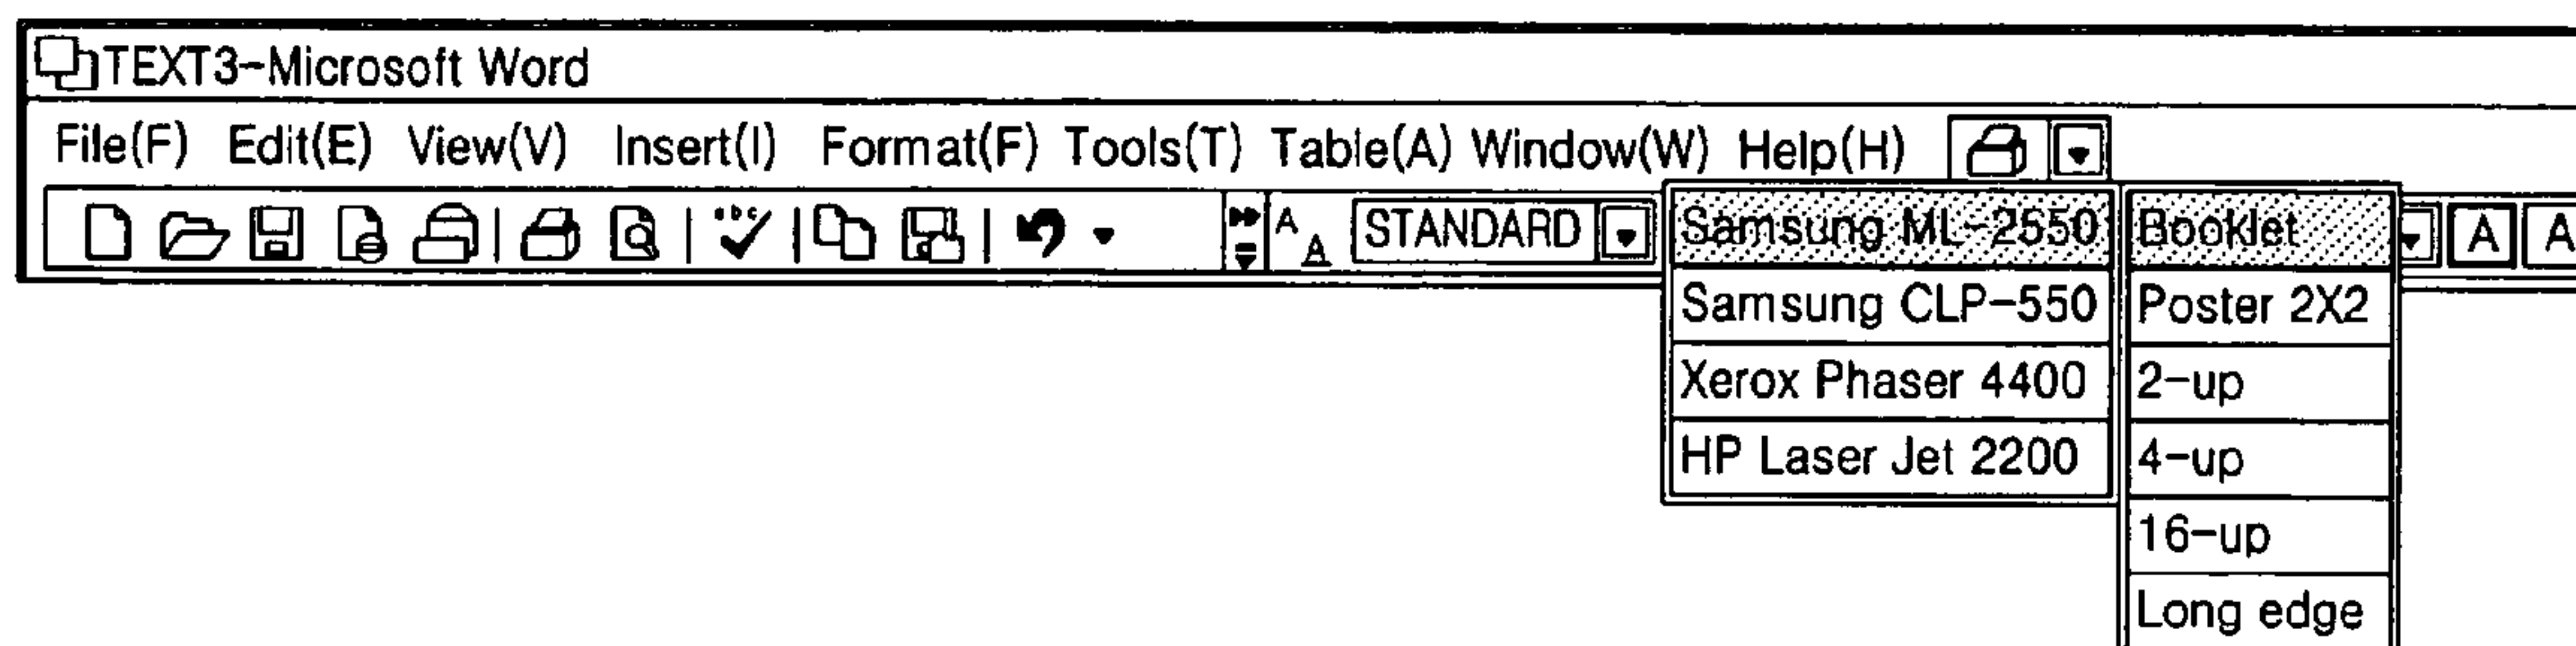 TEXT3-Microsoft Word
File(F) Edit(E) View(V) Insert(I) Format(F) Tools(T) Table(A) Window(W) Help(H)
abc A A STANDARD Samsung ML-2550 Booklet A A
Samsung CLP-550 Poster 2X2
Xerox Phaser 4400 2-up
HP Laser Jet 2200 4-up
16-up
Long edge